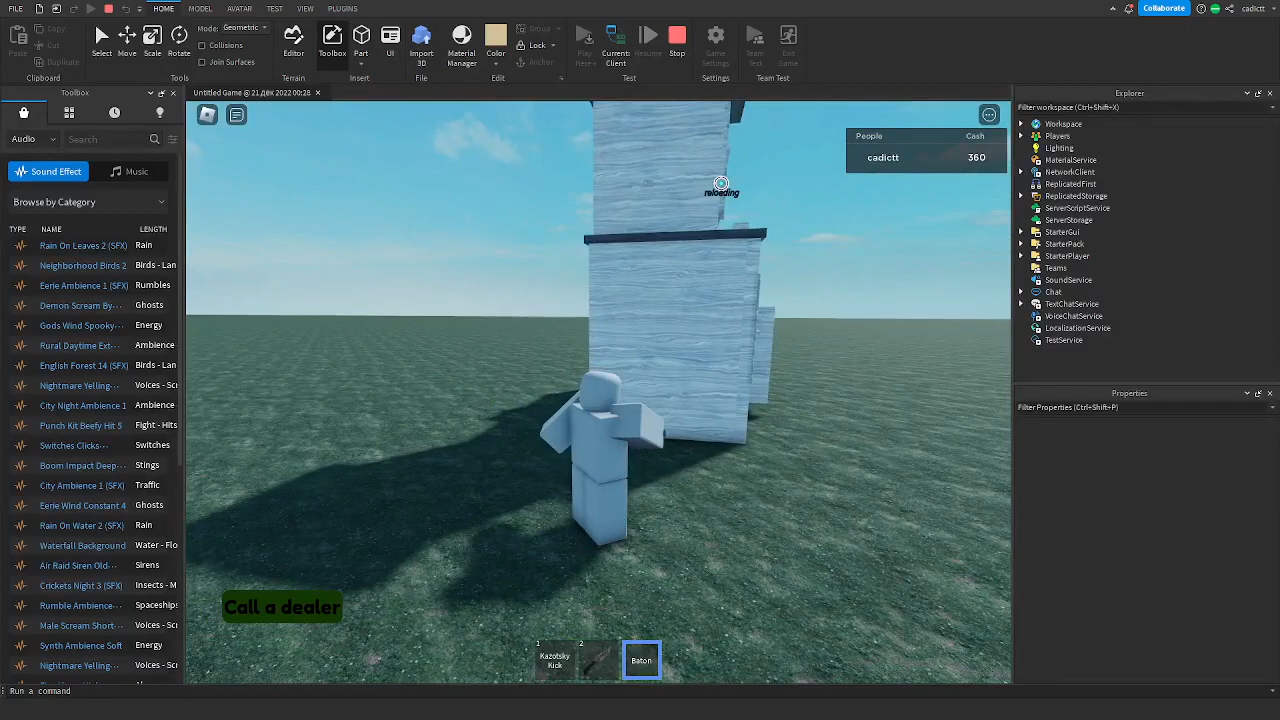 FILE
HOME MODEL AVATAR TEST VIEW PLUGINS
Collaborate
cadictt
Paste
Copy
Cut
Duplicate
Clipboard
Select
Move
Scale
Rotate
Mode: Geometric
Collisions
Join Surfaces
Tools
Editor
Terrain
Toolbox
Part
UI
Insert
Import
3D
File
Material
Manager
Color
Group
Lock
Anchor
Edit
Play
Here
Current:
Client
Resume
Stop
Test
Game
Settings
Settings
Team
Test
Exit
Game
Team Test
Toolbox
Audio
Search
Sound Effect
Music
Browse by Category
TYPE NAME LENGTH
Rain On Leaves 2 (SFX) Rain
Neighborhood Birds 2 Birds - Lan
Eerie Ambience 1 (SFX) Rumbles
Demon Scream By··· Ghosts
Gods Wind Spooky··· Energy
Rural Daytime Ext··· Ambience
English Forest 14 (SFX) Birds - Lan
Nightmare Yelling··· Voices - Scr
City Night Ambience 1 Ambience
Punch Kit Beefy Hit 5 Fight - Hits
Switches Clicks··· Switches
Boom Impact Deep··· Stings
City Ambience 1 (SFX) Traffic
Eerie Wind Constant 4 Ghosts
Rain On Water 2 (SFX) Rain
Waterfall Background Water - Flo
Air Raid Siren Old··· Sirens
Crickets Night 3 (SFX) Insects - M
Rumble Ambience··· Spaceships
Male Scream Short··· Voices - Scr
Synth Ambience Soft Energy
Nightmare Yelling··· Voices - Scr
Untitled Game @ 21 ДЕК 2022 00:28 ×
People Cash
cadictt 360
reloading
Call a dealer
1
Kazotsky
Kick
2
Baton
Explorer
Filter workspace (Ctrl+Shift+X)
Workspace
Players
Lighting
MaterialService
NetworkClient
ReplicatedFirst
ReplicatedStorage
ServerScriptService
ServerStorage
StarterGui
StarterPack
StarterPlayer
Teams
SoundService
Chat
TextChatService
VoiceChatService
LocalizationService
TestService
Properties
Filter Properties (Ctrl+Shift+P)
Run a command